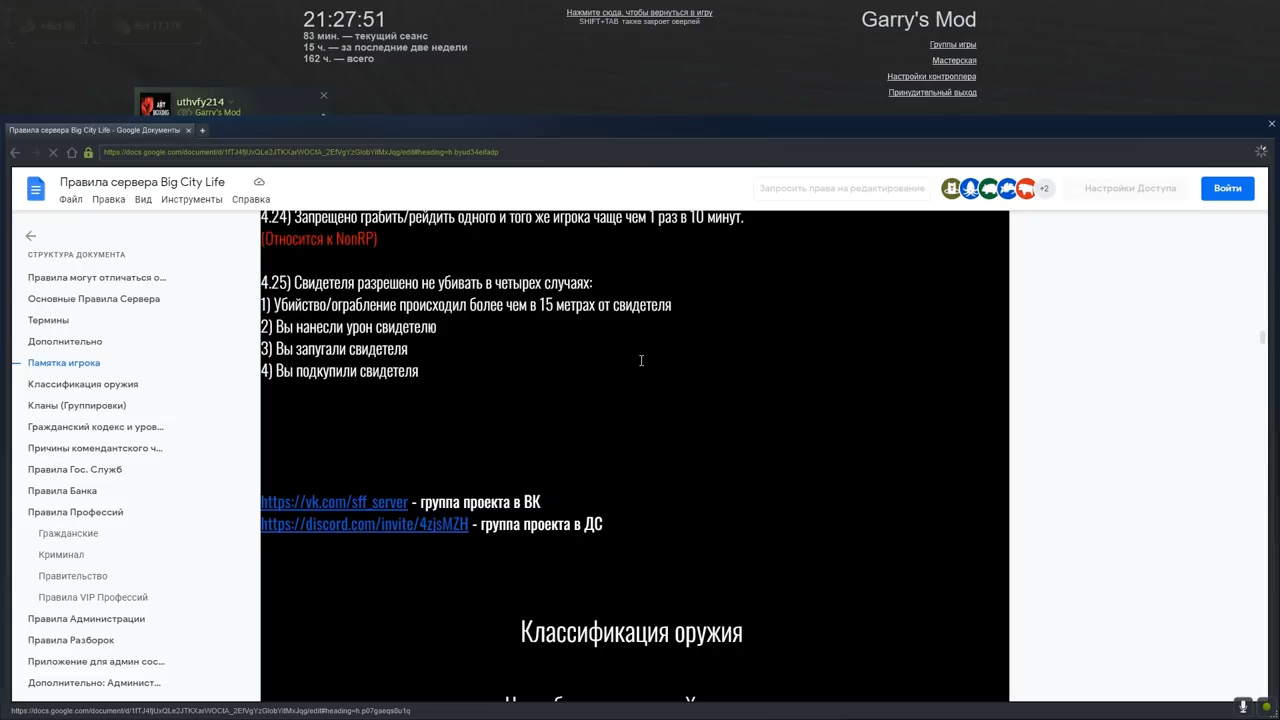 21:27:51
83 мин. — текущий сеанс
15 ч. — за последние две недели
162 ч. — всего
Нажмите сюда, чтобы вернуться в игру
SHIFT+TAB также закроет оверлей
Garry's Mod
Группы игры
Мастерская
Настройки контроллера
Принудительный выход
uthvfy214
Garry's Mod
Правила сервера Big City Life - Google Документы
Правила сервера Big City Life
Файл Правка Вид Инструменты Справка
Запросить права на редактирование
+2
Настройки Доступа
Войти
СТРУКТУРА ДОКУМЕНТА
Правила могут отличаться о...
Основные Правила Сервера
Термины
Дополнительно
Памятка игрока
Классификация оружия
Кланы (Группировки)
Гражданский кодекс и уров...
Причины комендантского ч...
Правила Гос. Служб
Правила Банка
Правила Профессий
Гражданские
Криминал
Правительство
Правила VIP Профессий
Правила Администрации
Правила Разборок
Приложение для админ сос...
Дополнительно: Админист...
4.24) Запрещено грабить/рейдить одного и того же игрока чаще чем 1 раз в 10 минут.
(Относится к NonRP)
4.25) Свидетеля разрешено не убивать в четырех случаях:
1) Убийство/ограбление происходил более чем в 15 метрах от свидетеля
2) Вы нанесли урон свидетелю
3) Вы запугали свидетеля
4) Вы подкупили свидетеля
https://vk.com/sff_server - группа проекта в ВК
https://discord.com/invite/4zjsMZH - группа проекта в ДС
Классификация оружия